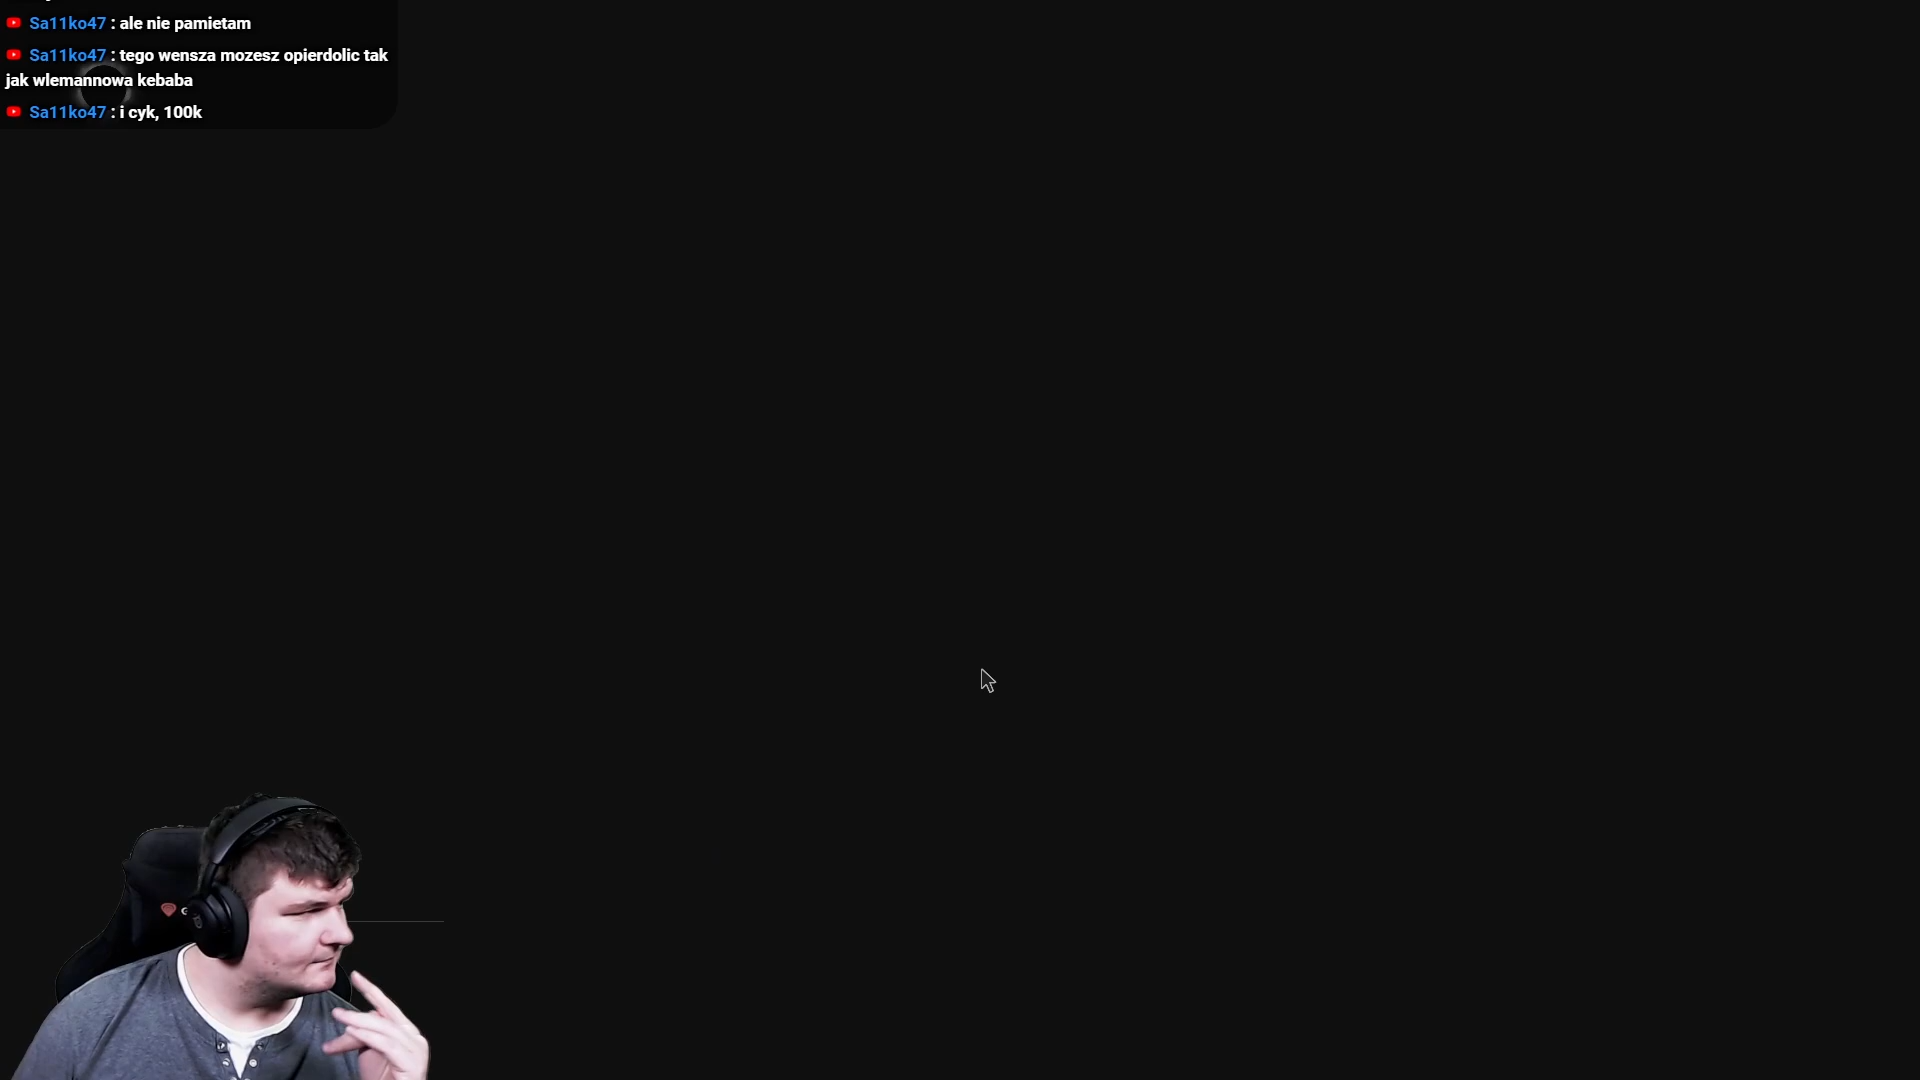 Sa11ko47 : ale nie pamietam
Sa11ko47 : tego wensza mozesz opierdolic tak
jak wlemannowa kebaba
Sa11ko47 : i cyk, 100k